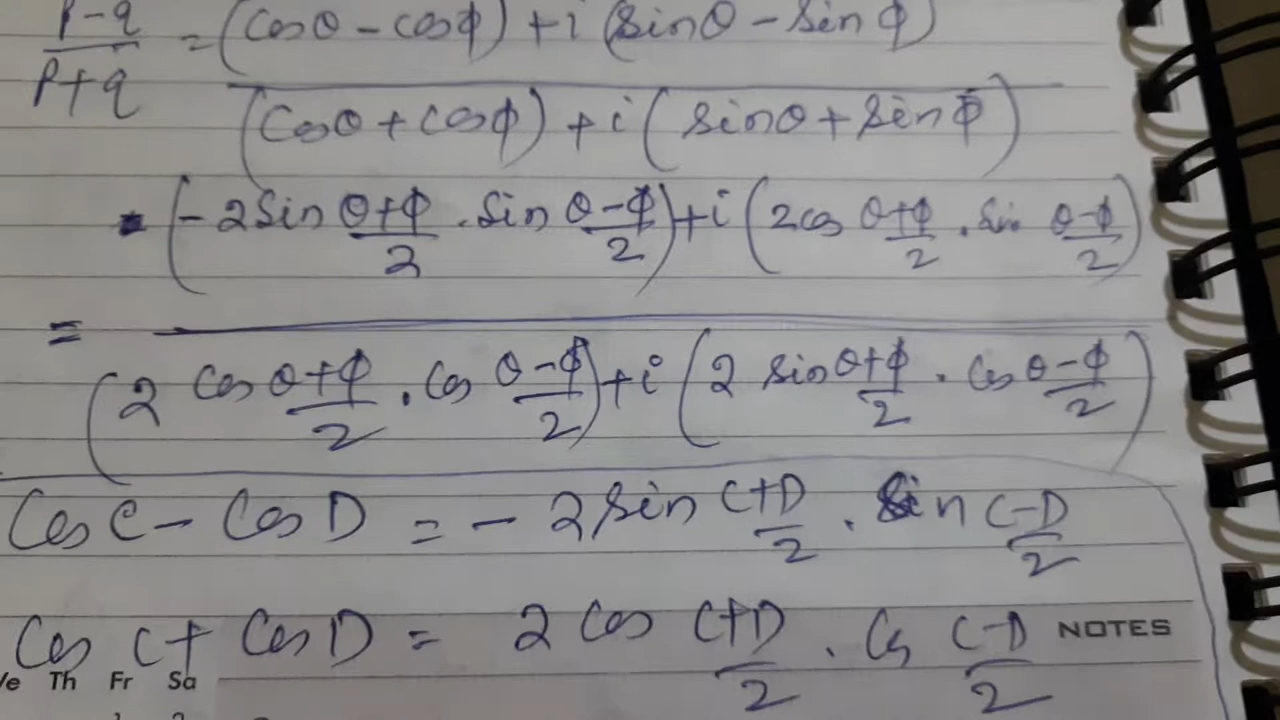 p-q/p+q = (cosθ - cosϕ) + i (sinθ - sinϕ)
(cosθ + cosϕ) + i (sinθ + sinϕ)
(-2 sin θ+ϕ/2 . sin θ-ϕ/2) + i (2 cos θ+ϕ/2 . sin θ-ϕ/2)
=
(2 cos θ+ϕ/2 . cos θ-ϕ/2) + i (2 sin θ+ϕ/2 . cos θ-ϕ/2)
Cos C - Cos D = - 2 sin C+D/2 . sin C-D/2
Cos C + Cos D = 2 cos C+D/2 . Cos C-D/2
NOTES
Th Fr Sa